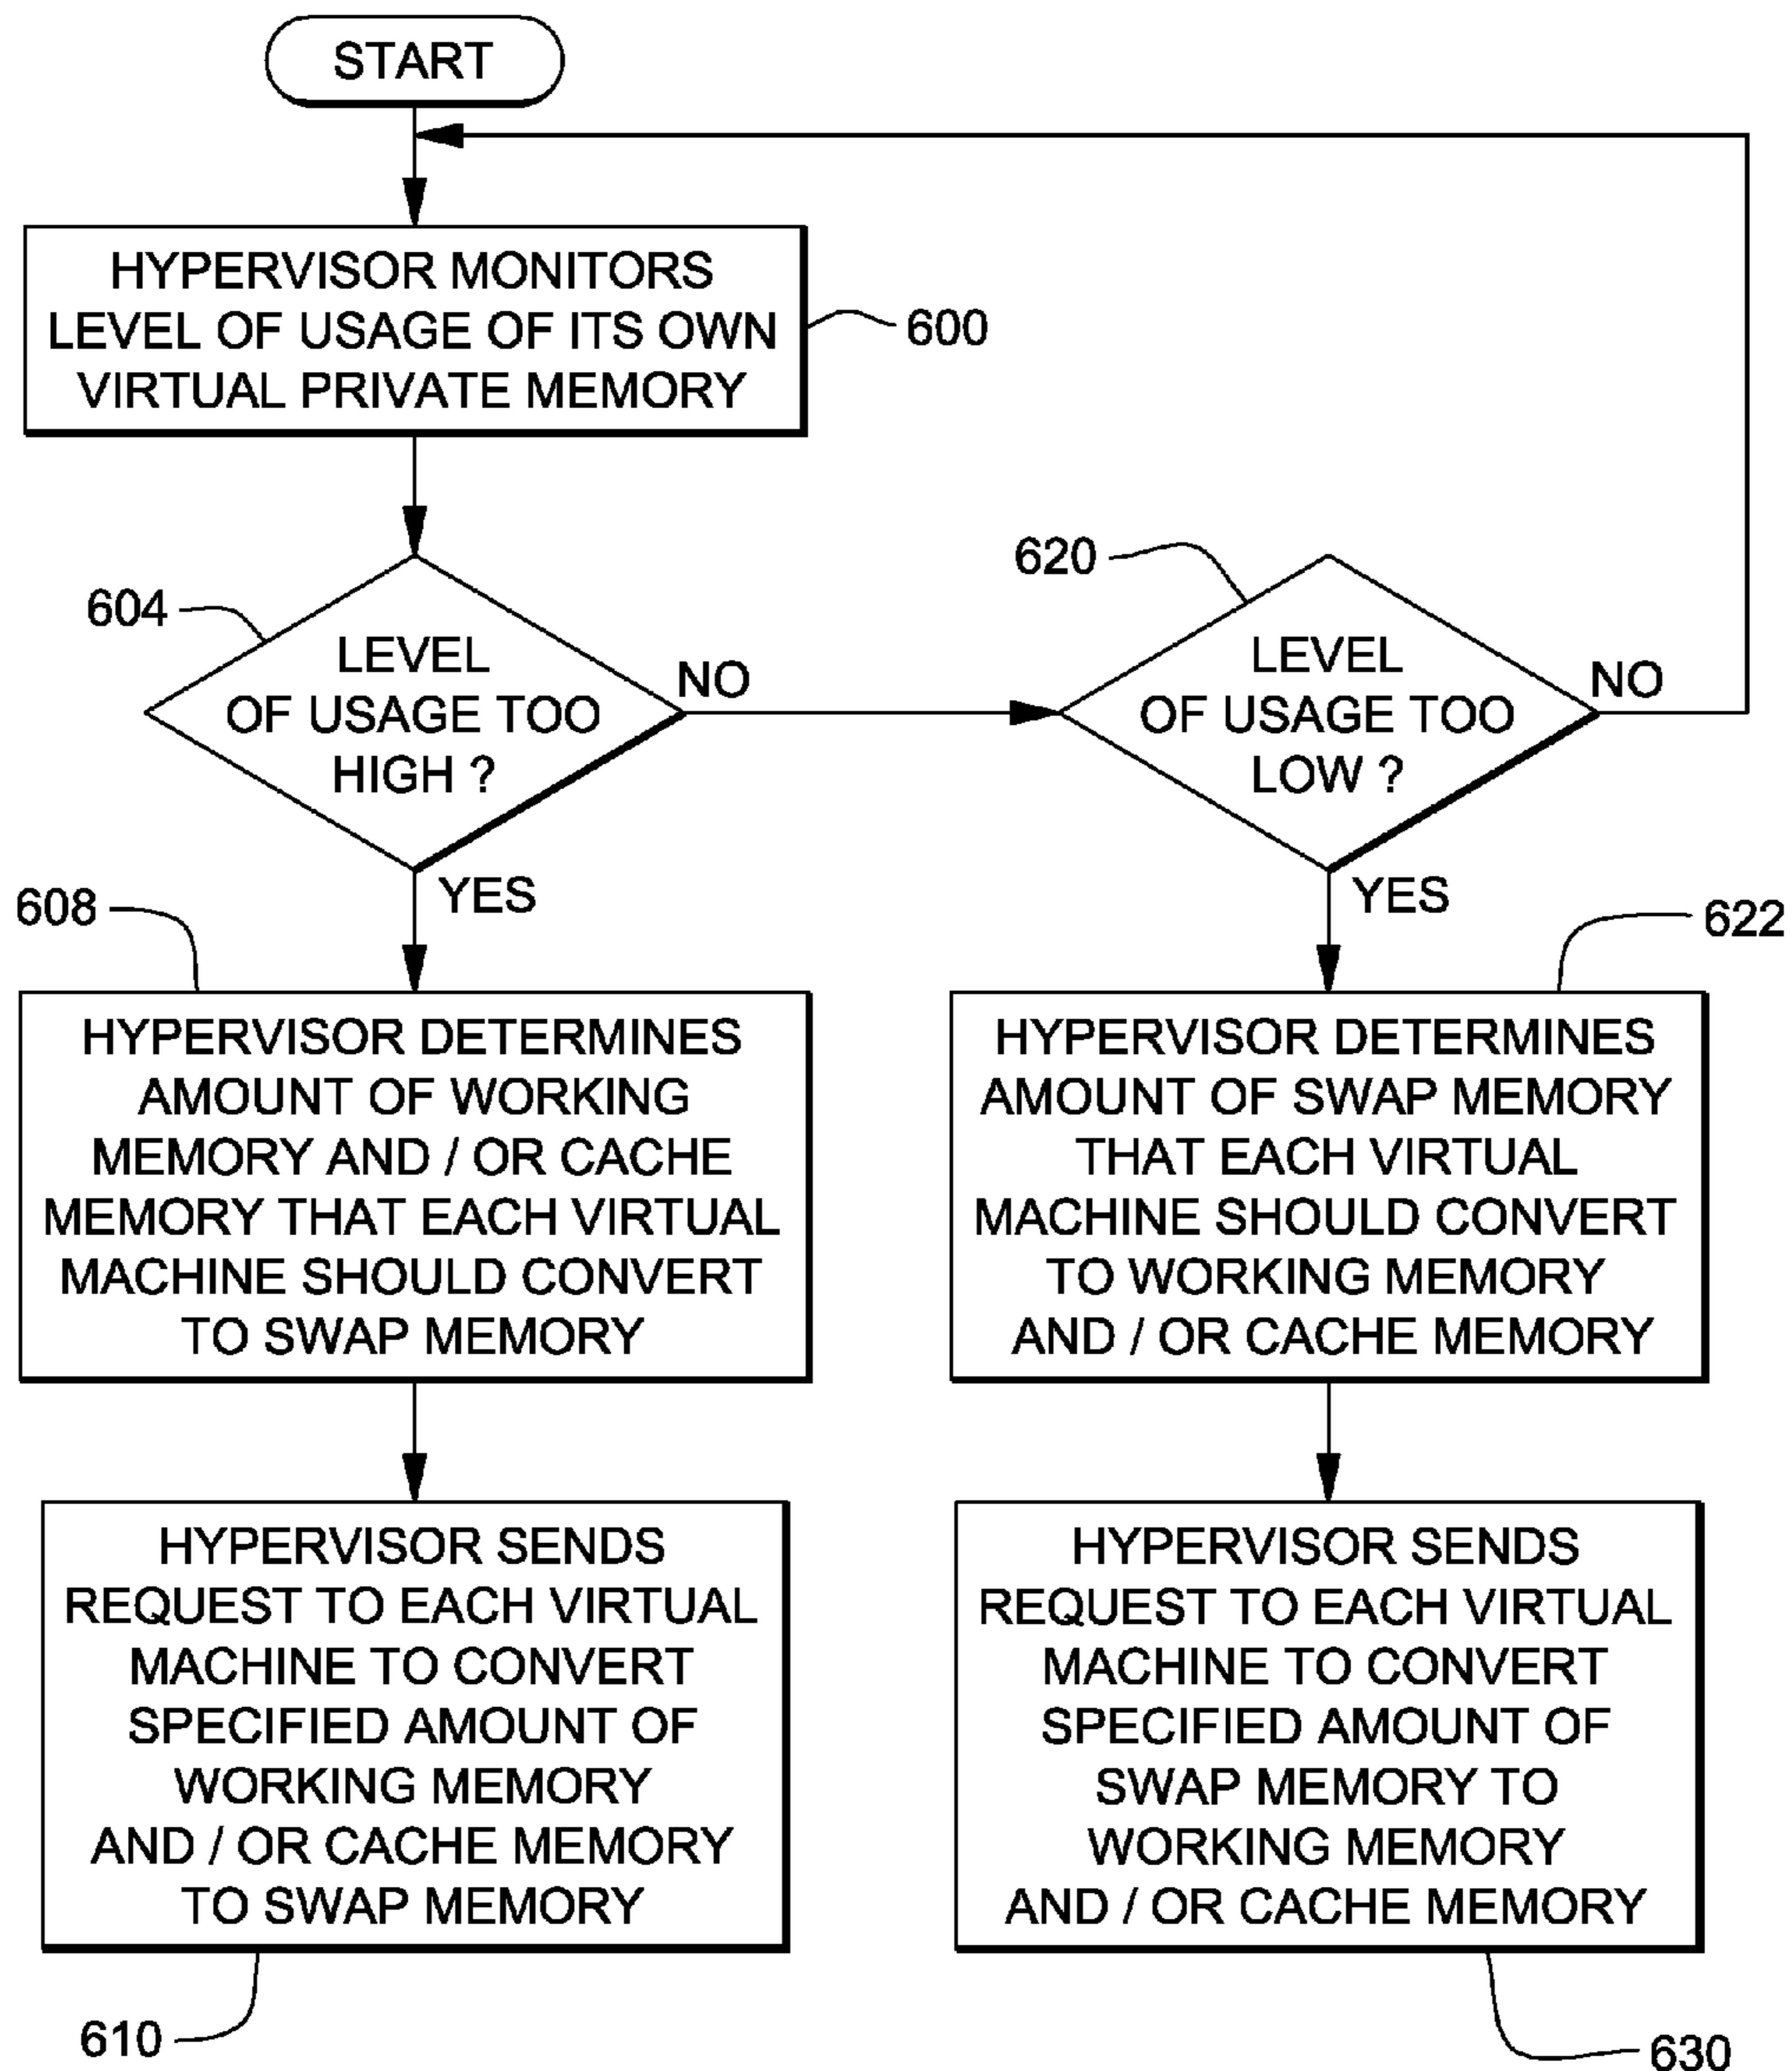 START
HYPERVISOR MONITORS
LEVEL OF USAGE OF ITS OWN
VIRTUAL PRIVATE MEMORY
600
604
LEVEL
OF USAGE TOO
HIGH ?
NO
YES
620
LEVEL
OF USAGE TOO
LOW ?
NO
YES
608
HYPERVISOR DETERMINES
AMOUNT OF WORKING
MEMORY AND / OR CACHE
MEMORY THAT EACH VIRTUAL
MACHINE SHOULD CONVERT
TO SWAP MEMORY
622
HYPERVISOR DETERMINES
AMOUNT OF SWAP MEMORY
THAT EACH VIRTUAL
MACHINE SHOULD CONVERT
TO WORKING MEMORY
AND / OR CACHE MEMORY
HYPERVISOR SENDS
REQUEST TO EACH VIRTUAL
MACHINE TO CONVERT
SPECIFIED AMOUNT OF
WORKING MEMORY
AND / OR CACHE MEMORY
TO SWAP MEMORY
610
HYPERVISOR SENDS
REQUEST TO EACH VIRTUAL
MACHINE TO CONVERT
SPECIFIED AMOUNT OF
SWAP MEMORY TO
WORKING MEMORY
AND / OR CACHE MEMORY
630